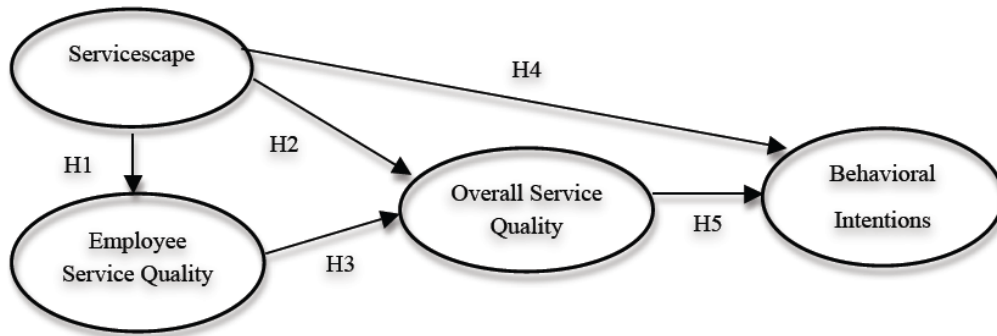 Servicescape
H4
H1
H2
Employee
Service Quality
H3
Overall Service
Quality
H5
Behavioral
Intentions